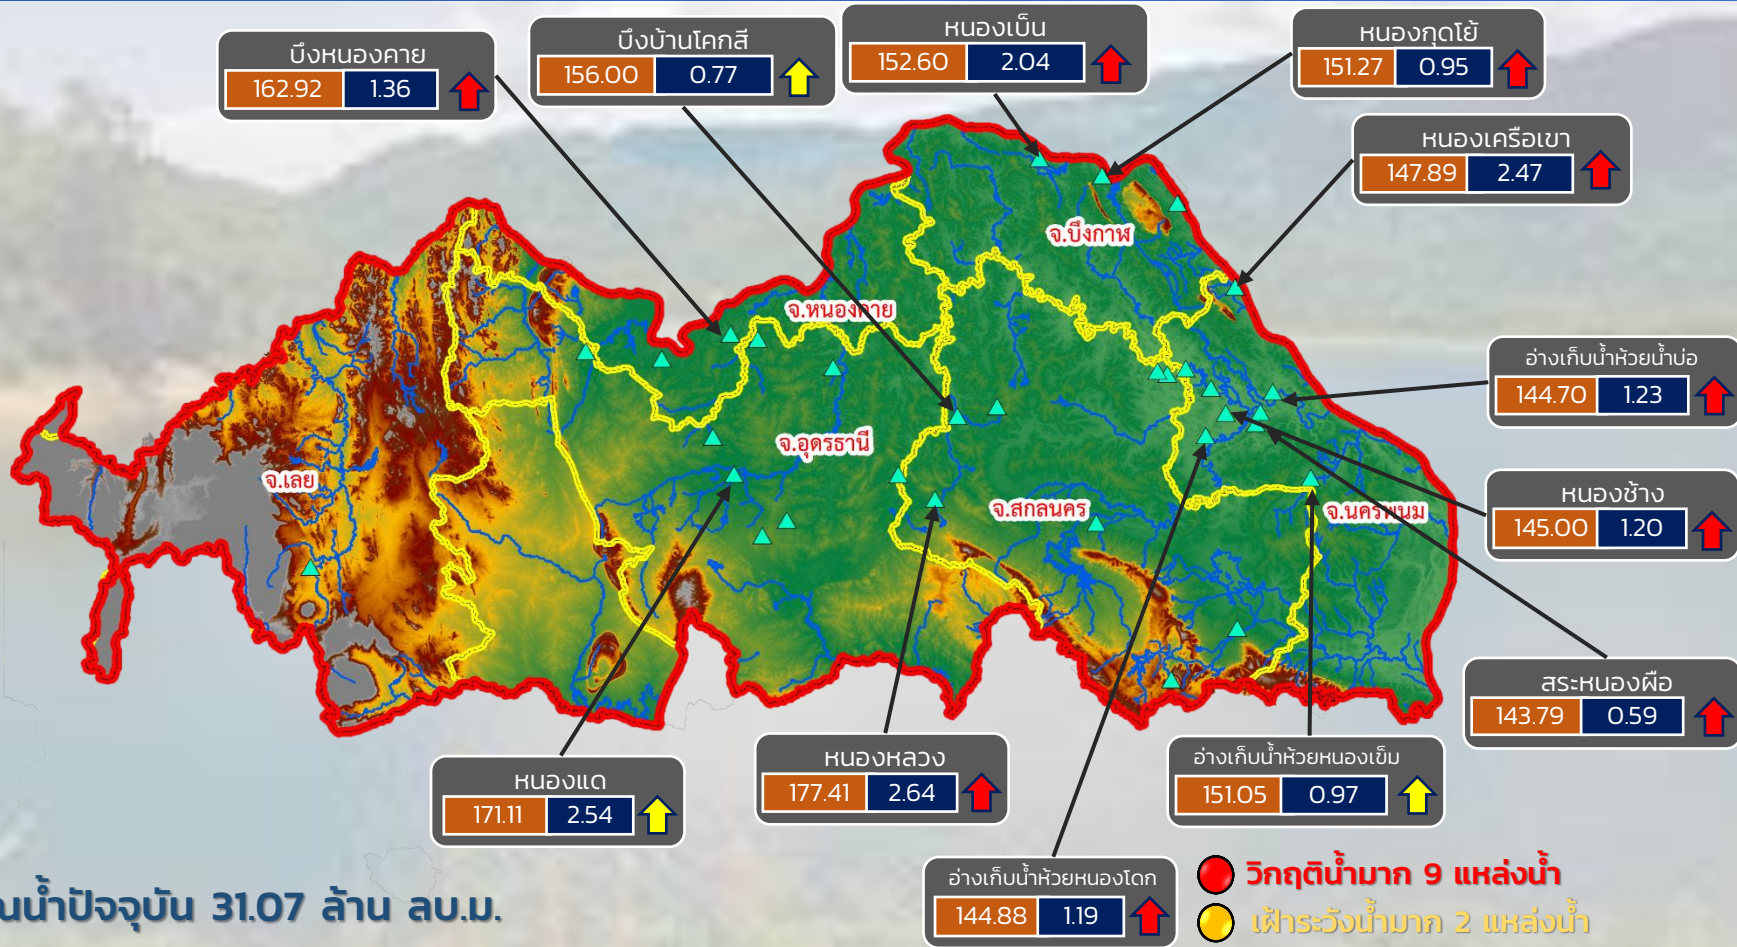 บึงหนองคาย
162.92 1.36
บึงบ้านโคกสี
156.00 0.77
หนองเบ็น
152.60 2.04
หนองกุดโย้
151.27 0.95
หนองเครือเขา
147.89 2.47
จ.บึงกาฬ
จ.หนองคาย
อ่างเก็บน้ำห้วยน้ำบ่อ
144.70 1.23
จ.อุดรธานี
จ.เลย
จ.สกลนคร
จ.นครพนม
หนองช้าง
145.00 1.20
สระหนองผือ
143.79 0.59
หนองแด
171.11 2.54
หนองหลวง
177.41 2.64
อ่างเก็บน้ำห้วยหนองเข็ม
151.05 0.97
อ่างเก็บน้ำห้วยหนองโดก
144.88 1.19
วิกฤติน้ำมาก 9 แหล่งน้ำ
เฝ้าระวังน้ำมาก 2 แหล่งน้ำ
ณน้ำปัจจุบัน 31.07 ล้าน ลบ.ม.